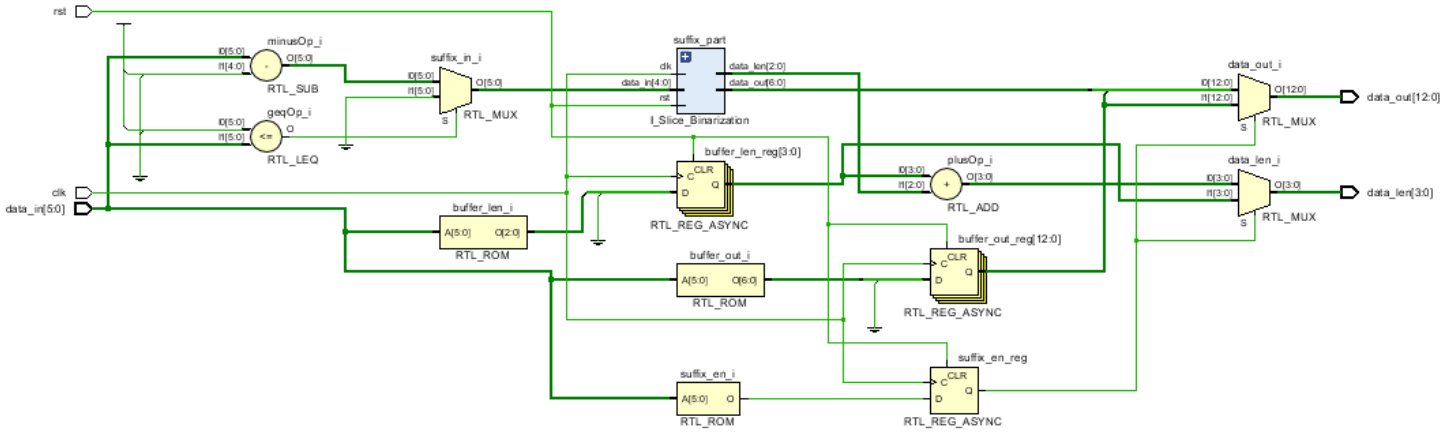 rst
minusOp_i
I0[5:0]
I1[4:0]
O[5:0]
-
RTL_SUB
geqOp_i
I0[5:0]
I1[5:0]
O
<=
RTL_LEQ
suffix_in_i
I0[5:0]
I1[5:0]
O[5:0]
S
RTL_MUX
suffix_part
clk
data_in[4:0]
rst
data_len[2:0]
data_out[6:0]
I_Slice_Binarization
data_out_i
I0[12:0]
I1[12:0]
O[12:0]
S
RTL_MUX
data_out[12:0]
buffer_len_reg[3:0]
CLR
C
D
Q
RTL_REG_ASYNC
plusOp_i
I0[3:0]
I1[2:0]
O[3:0]
+
RTL_ADD
data_len_i
I0[3:0]
I1[3:0]
O[3:0]
S
RTL_MUX
data_len[3:0]
clk
data_in[5:0]
buffer_len_i
A[5:0]
O[2:0]
RTL_ROM
buffer_out_i
A[5:0]
O[6:0]
RTL_ROM
buffer_out_reg[12:0]
CLR
C
D
Q
RTL_REG_ASYNC
suffix_en_i
A[5:0]
O
RTL_ROM
suffix_en_reg
CLR
C
D
Q
RTL_REG_ASYNC